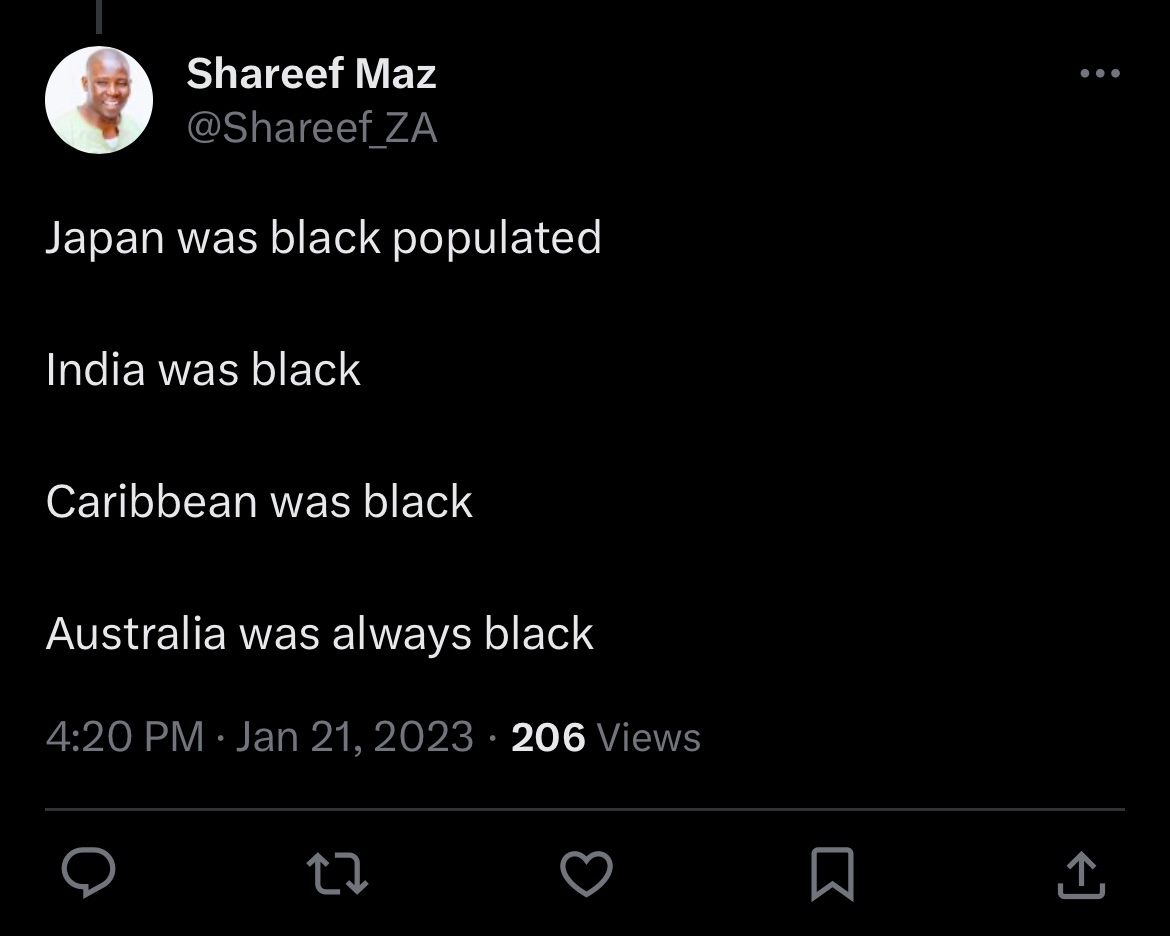 Shareef Maz
@Shareef_ZA
Japan was black populated
India was black
Caribbean was black
Australia was always black
4:20 PM · Jan 21, 2023 · 206 Views